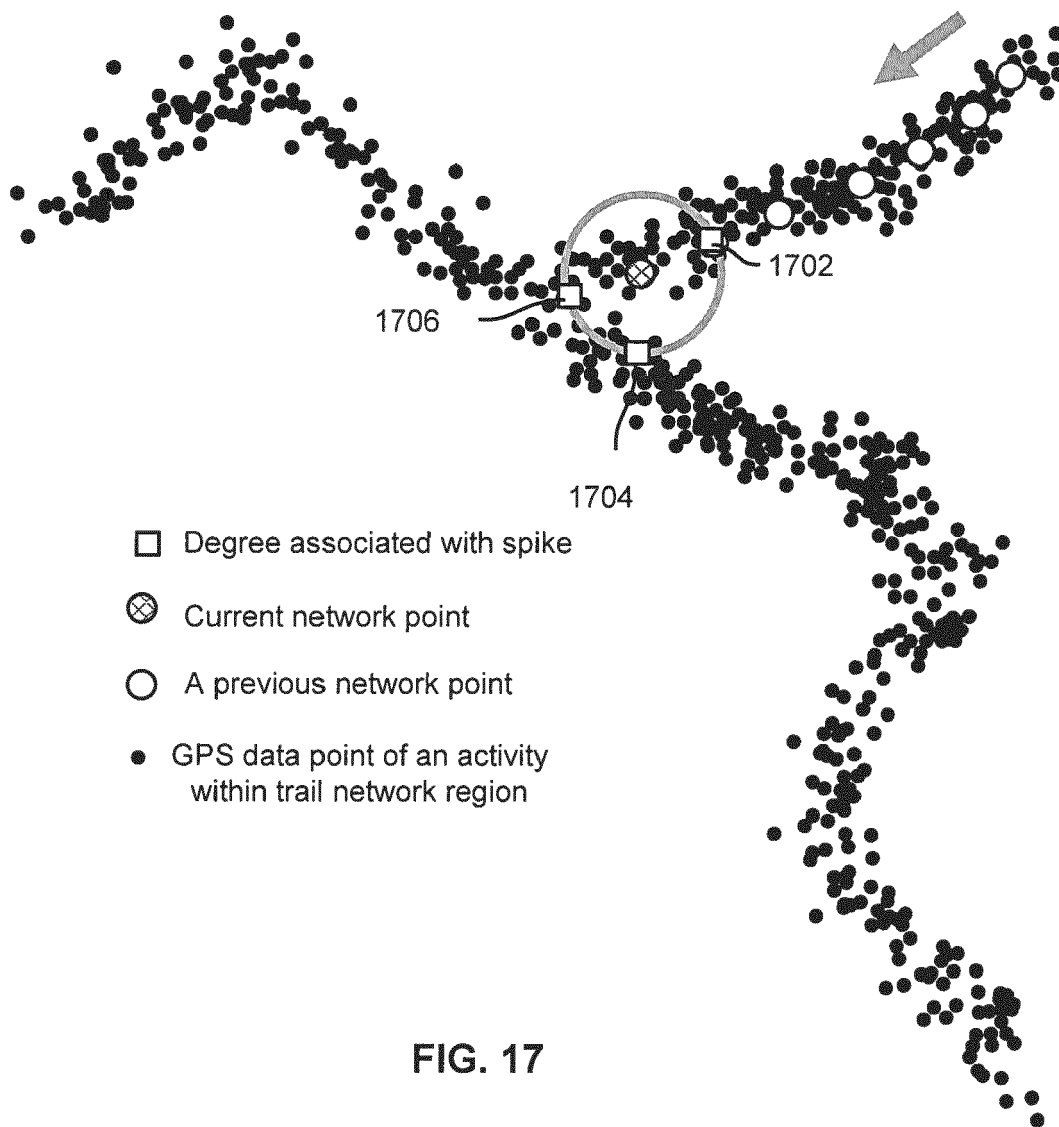 1702
1706
1704
Degree associated with spike
Current network point
A previous network point
GPS data point of an activity
within trail network region
FIG. 17